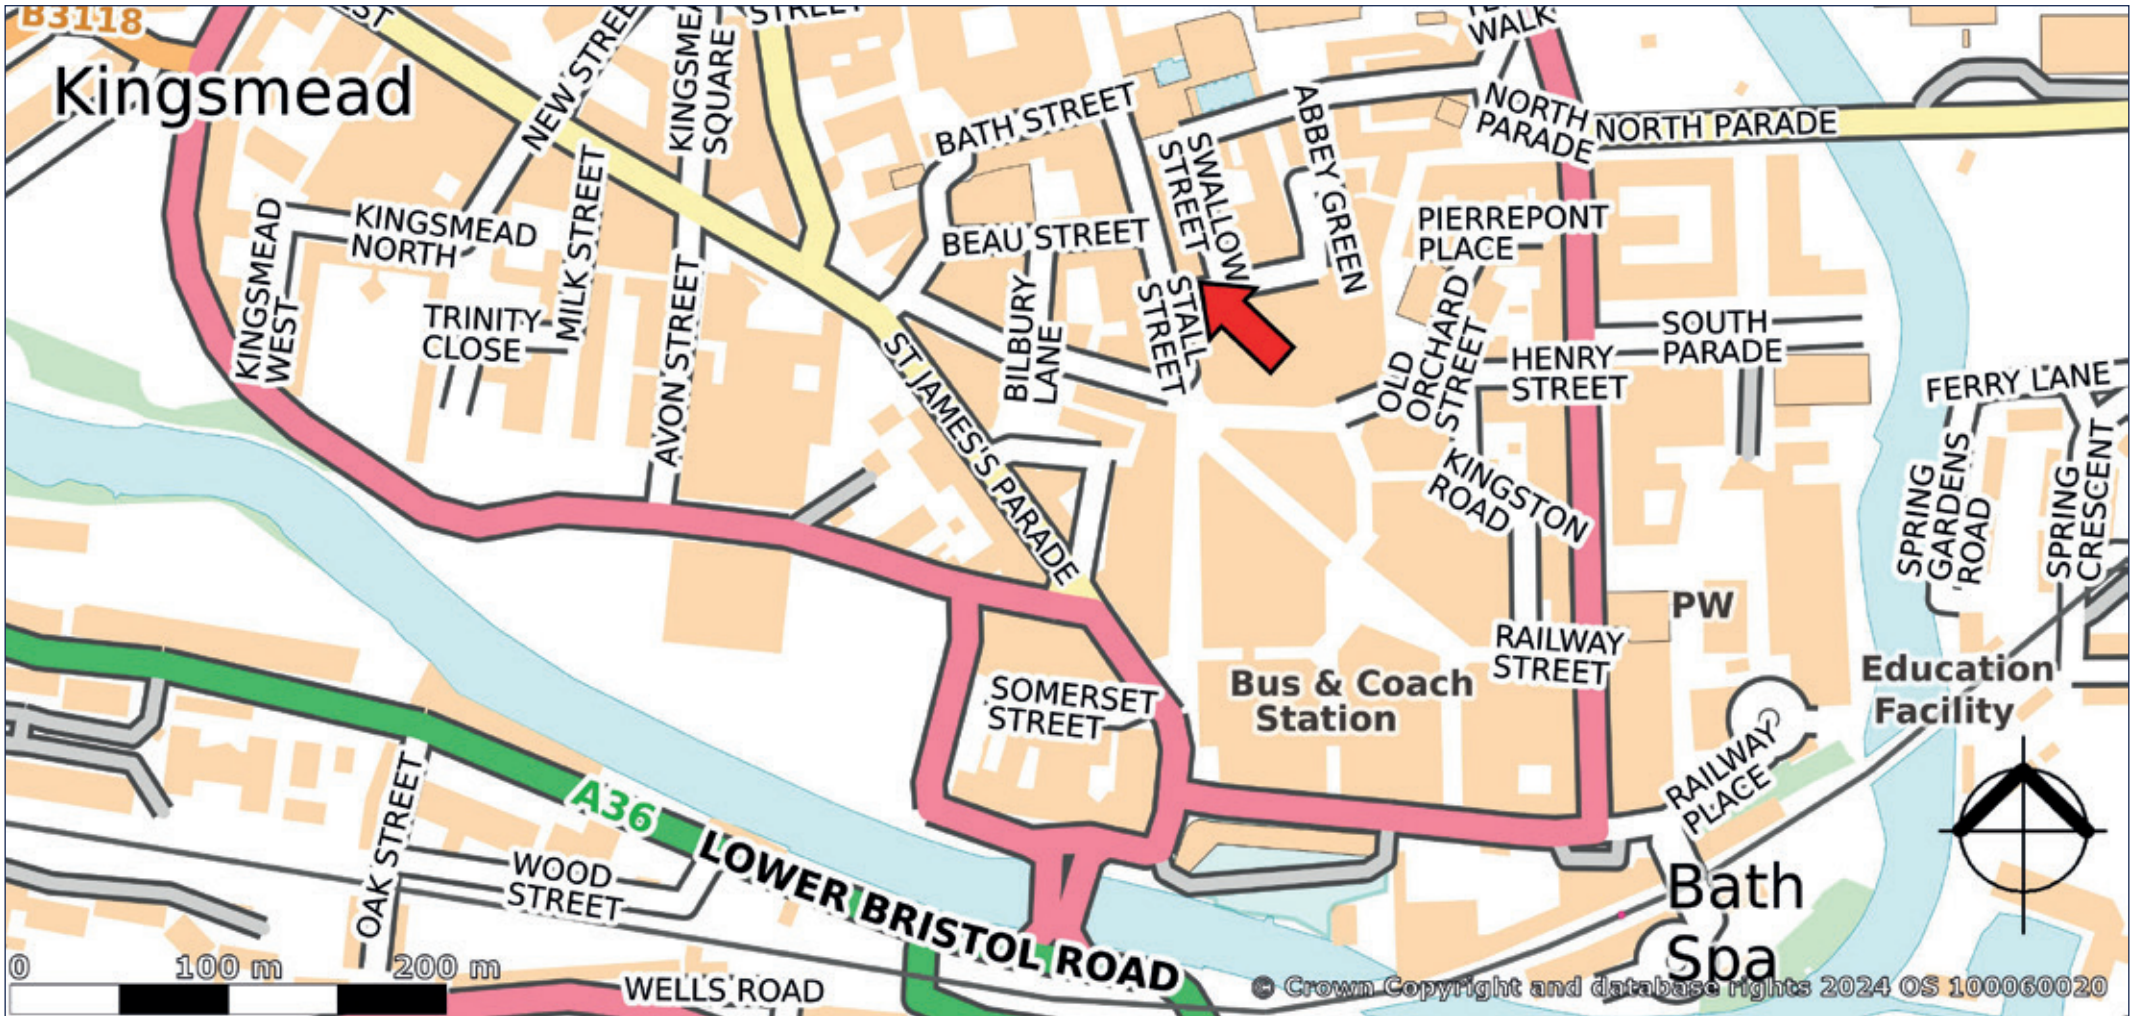 B3118
EST
NEW STREE
KINGSMEA
SQUARE
STREET
WALK
Kingsmead
BATH STREET
ABBEY GREEN
NORTH
PARADE
NORTH PARADE
SWALLOW
STREET
KINGSMEAD
NORTH
KINGSMEAD
WEST
MILK STREET
PIERREPONT
PLACE
BEAU STREET
TRINITY
CLOSE
AVON STREET
BILBURY
LANE
STALL
STREET
OLD
ORCHARD
STREET
SOUTH
PARADE
HENRY
STREET
ST JAMES'S PARADE
FERRY LANE
KINGSTON
ROAD
SPRING
GARDENS
ROAD
SPRING
CRESCENT
PW
RAILWAY
STREET
SOMERSET
STREET
Bus & Coach
Station
Education
Facility
RAILWAY
PLACE
A36
OAK STREET
WOOD
STREET
LOWER BRISTOL ROAD
Bath
Spa
WELLS ROAD
0 100 m 200 m
© Crown Copyright and database rights 2024 OS 100060020